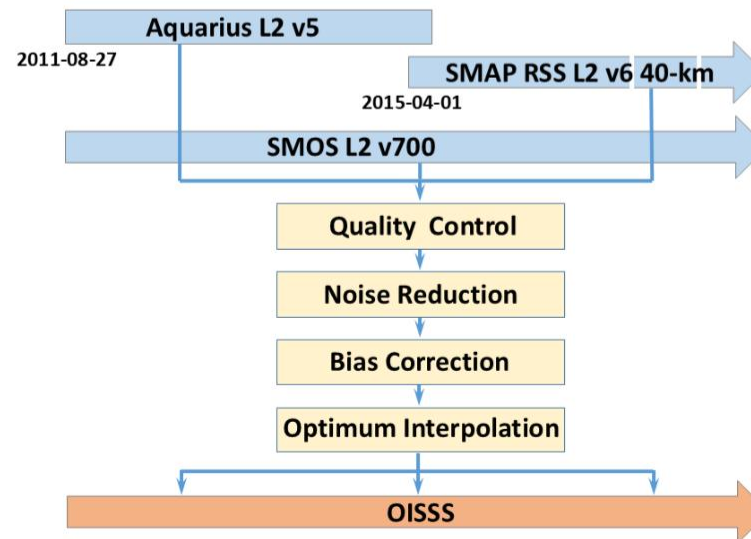 Aquarius L2 v5
2011-08-27
SMAP RSS L2 v6 40-km
2015-04-01
SMOS L2 v700
Quality Control
Noise Reduction
Bias Correction
Optimum Interpolation
OISSS